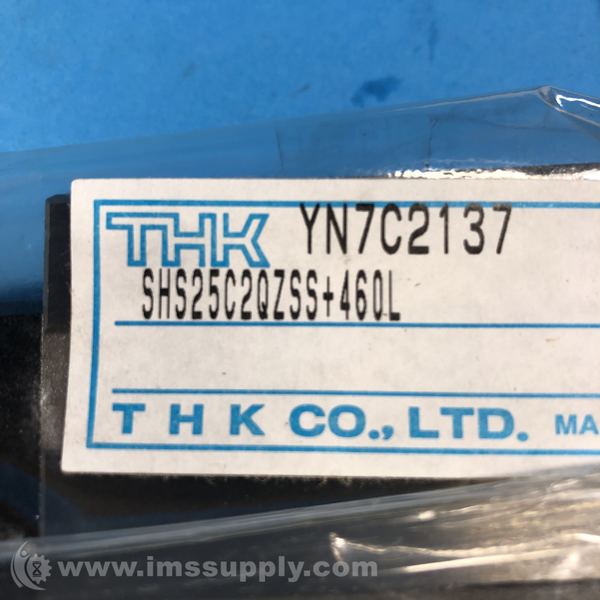 THK YN7C2137
SHS25C2QZSS+460L
THK CO., LTD.
www.imssupply.com